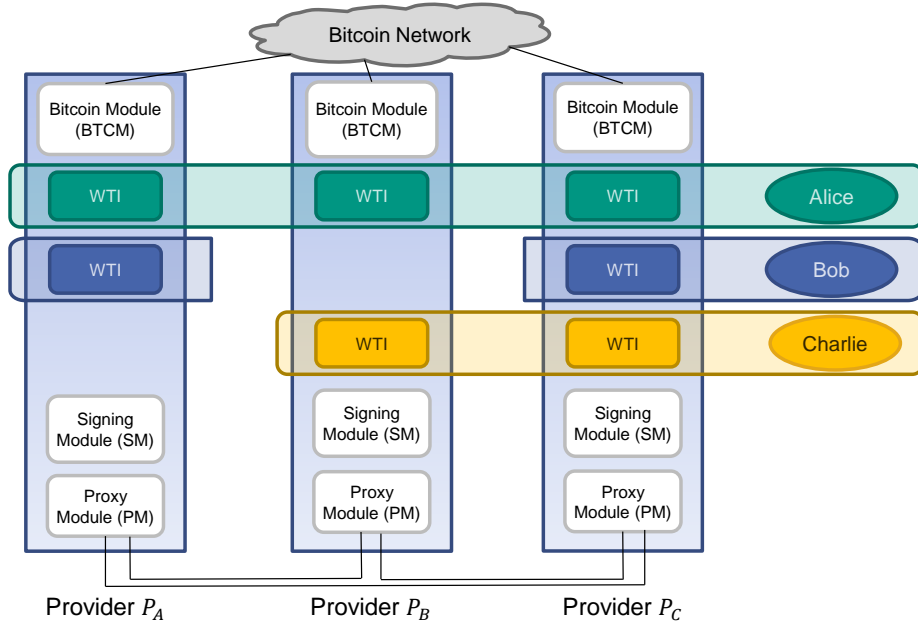 Bitcoin Network
Bitcoin Module
(BTCM)
Bitcoin Module
(BTCM)
Bitcoin Module
(BTCM)
WTI
WTI
WTI
Alice
WTI
WTI
Bob
WTI
WTI
Charlie
Signing
Module (SM)
Signing
Module (SM)
Signing
Module (SM)
Proxy
Module (PM)
Proxy
Module (PM)
Proxy
Module (PM)
Provider P_A
Provider P_B
Provider P_C